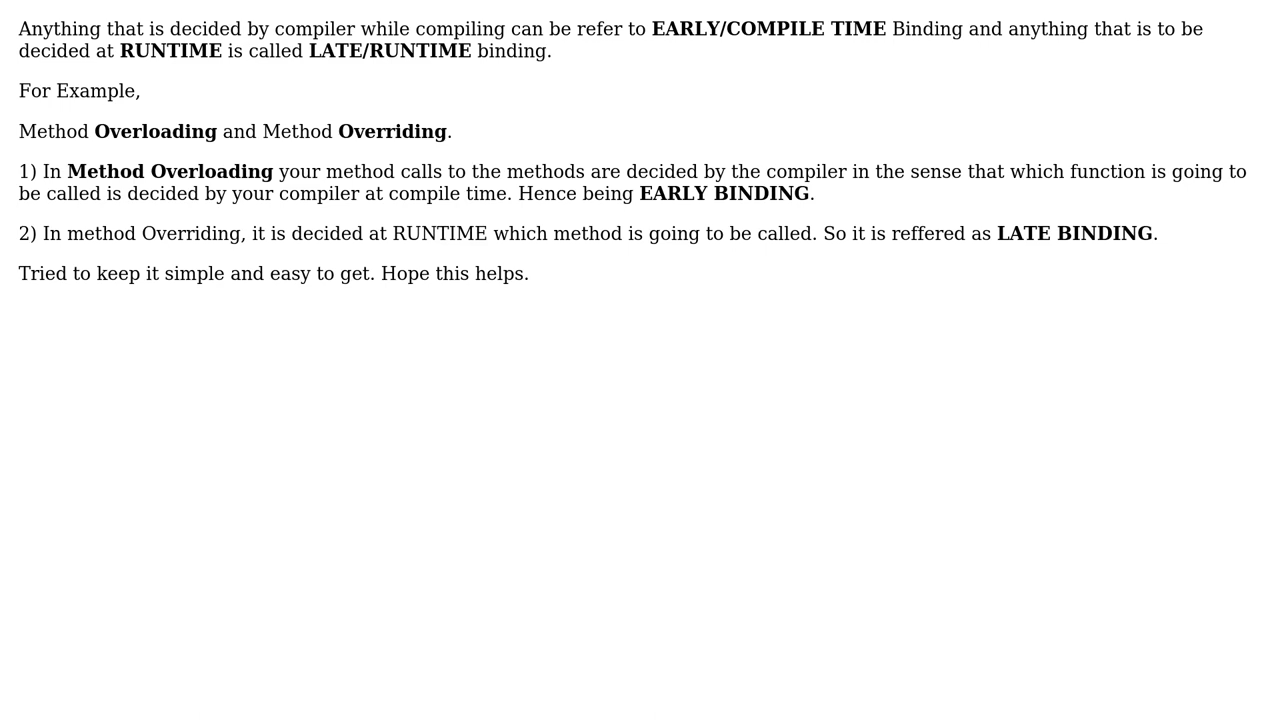 Anything that is decided by compiler while compiling can be refer to EARLY/COMPILE TIME Binding and anything that is to be
decided at RUNTIME is called LATE/RUNTIME binding.
For Example,
Method Overloading and Method Overriding.
1) In Method Overloading your method calls to the methods are decided by the compiler in the sense that which function is going to
be called is decided by your compiler at compile time. Hence being EARLY BINDING.
2) In method Overriding, it is decided at RUNTIME which method is going to be called. So it is reffered as LATE BINDING.
Tried to keep it simple and easy to get. Hope this helps.